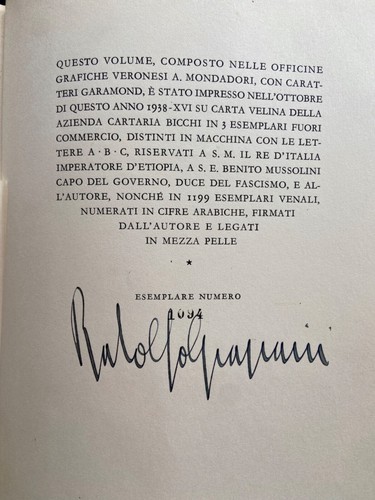 QUESTO VOLUME, COMPOSTO NELLE OFFICINE
GRAFICHE VERONESI A. MONDADORI, CON CARAT
TERI GARAMOND, È STATO IMPRESSO NELL'OTTOBRE
DI QUESTO ANNO 1938-XVI SU CARTA VELINA DELLA
AZIENDA CARTARIA BICCHI IN 3 ESEMPLARI FUORI
COMMERCIO, DISTINTI IN MACCHINA CON LE LET-
TERE A·B·C, RISERVATI A S. M. IL RE D'ITALIA
IMPERATORE D'ETIOPIA, A S. E. BENITO MUSSOLINI
CAPO DEL GOVERNO, DUCE DEL FASCISMO, E AL-
L'AUTORE, NONCHÉ IN 1199 ESEMPLARI VENALI,
NUMERATI IN CIFRE ARABICHE, FIRMATI
DALL'AUTORE E LEGATI
IN MEZZA PELLE
*
ESEMPLARE NUMERO
1094